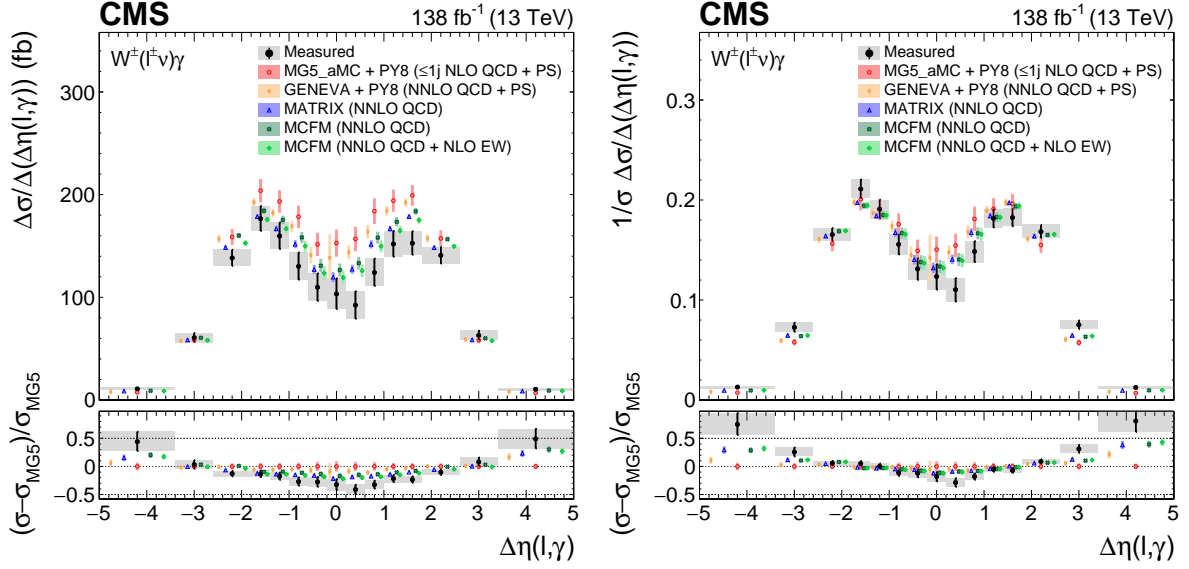 CMS
138 fb⁻¹ (13 TeV)
W±(l±ν)γ
Measured
MG5_aMC + PY8 (≤1j NLO QCD + PS)
GENEVA + PY8 (NNLO QCD + PS)
MATRIX (NNLO QCD)
MCFM (NNLO QCD)
MCFM (NNLO QCD + NLO EW)
Δσ/Δ(Δη(l,γ)) (fb)
300
200
100
0
(σ−σ_MG5)/σ_MG5
0.5
0
−0.5
−5 −4 −3 −2 −1 0 1 2 3 4 5
Δη(l,γ)
CMS
138 fb⁻¹ (13 TeV)
W±(l±ν)γ
Measured
MG5_aMC + PY8 (≤1j NLO QCD + PS)
GENEVA + PY8 (NNLO QCD + PS)
MATRIX (NNLO QCD)
MCFM (NNLO QCD)
MCFM (NNLO QCD + NLO EW)
1/σ Δσ/Δ(Δη(l,γ))
0.3
0.2
0.1
0
(σ−σ_MG5)/σ_MG5
0.5
0
−0.5
−5 −4 −3 −2 −1 0 1 2 3 4 5
Δη(l,γ)